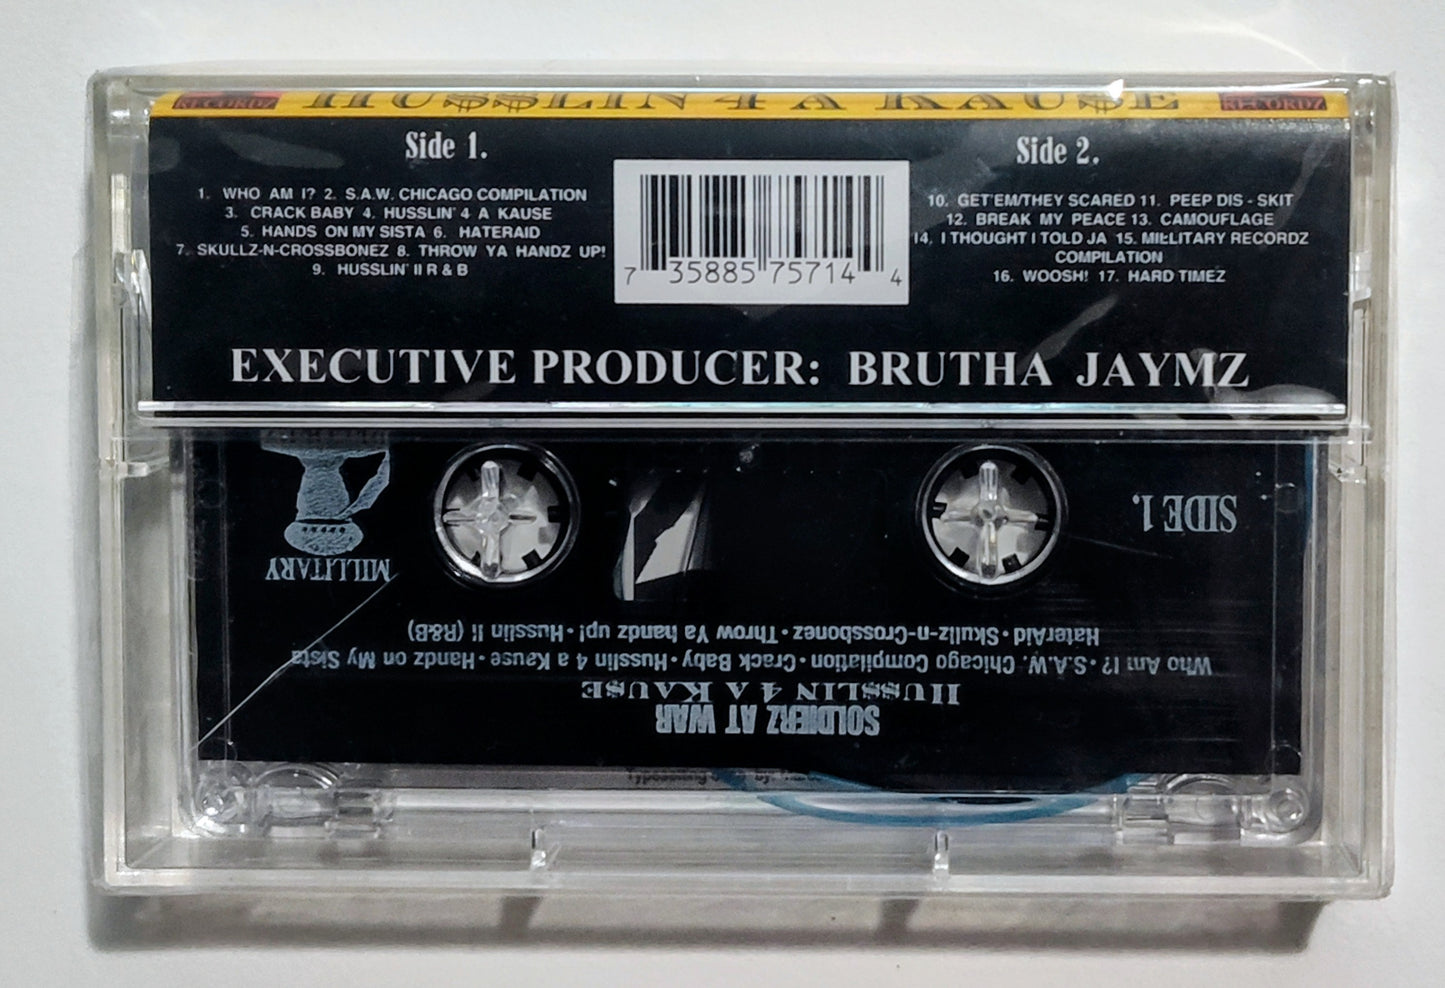 RECORDZ HU$$LIN 4 A KAU$E RECORDZ
Side 1.
1. WHO AM I? 2. S.A.W. CHICAGO COMPILATION
3. CRACK BABY 4. HUSSLIN' 4 A KAUSE
5. HANDS ON MY SISTA 6. HATERAID
7. SKULLZ-N-CROSSBONEZ 8. THROW YA HANDZ UP!
9. HUSSLIN' II R & B
7 35885 75714 4
Side 2.
10. GET'EM/THEY SCARED 11. PEEP DIS - SKIT
12. BREAK MY PEACE 13. CAMOUFLAGE
14. I THOUGHT I TOLD JA 15. MILLITARY RECORDZ
COMPILATION
16. WOOSH! 17. HARD TIMEZ
EXECUTIVE PRODUCER: BRUTHA JAYMZ
SOLDIERZ AT WAR
HU$$LIN 4 A KAU$E
Who Am I? • S.A.W. Chicago Compilation • Crack Baby • Husslin 4 a Kause • Handz on My Sista
HaterAid • Skullz-n-Crossbonez • Throw Ya handz up! • Husslin Ii (R&B)
MILLITARY
SIDE 1.